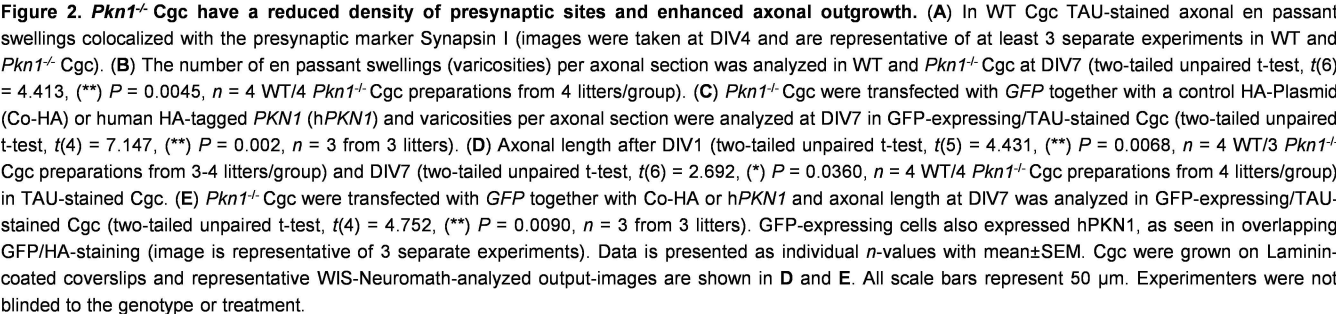 Figure 2. Pkn1-/- Cgc have a reduced density of presynaptic sites and enhanced axonal outgrowth. (A) In WT Cgc TAU-stained axonal en passant
swellings colocalized with the presynaptic marker Synapsin I (images were taken at DIV4 and are representative of at least 3 separate experiments in WT and
Pkn1-/- Cgc). (B) The number of en passant swellings (varicosities) per axonal section was analyzed in WT and Pkn1-/- Cgc at DIV7 (two-tailed unpaired t-test, t(6)
= 4.413, (**) P = 0.0045, n = 4 WT/4 Pkn1-/- Cgc preparations from 4 litters/group). (C) Pkn1-/- Cgc were transfected with GFP together with a control HA-Plasmid
(Co-HA) or human HA-tagged PKN1 (hPKN1) and varicosities per axonal section were analyzed at DIV7 in GFP-expressing/TAU-stained Cgc (two-tailed unpaired
t-test, t(4) = 7.147, (**) P = 0.002, n = 3 from 3 litters). (D) Axonal length after DIV1 (two-tailed unpaired t-test, t(5) = 4.431, (**) P = 0.0068, n = 4 WT/3 Pkn1-/-
Cgc preparations from 3-4 litters/group) and DIV7 (two-tailed unpaired t-test, t(6) = 2.692, (*) P = 0.0360, n = 4 WT/4 Pkn1-/- Cgc preparations from 4 litters/group)
in TAU-stained Cgc. (E) Pkn1-/- Cgc were transfected with GFP together with Co-HA or hPKN1 and axonal length at DIV7 was analyzed in GFP-expressing/TAU-
stained Cgc (two-tailed unpaired t-test, t(4) = 4.752, (**) P = 0.0090, n = 3 from 3 litters). GFP-expressing cells also expressed hPKN1, as seen in overlapping
GFP/HA-staining (image is representative of 3 separate experiments). Data is presented as individual n-values with mean±SEM. Cgc were grown on Laminin-
coated coverslips and representative WIS-Neuromath-analyzed output-images are shown in D and E. All scale bars represent 50 µm. Experimenters were not
blinded to the genotype or treatment.